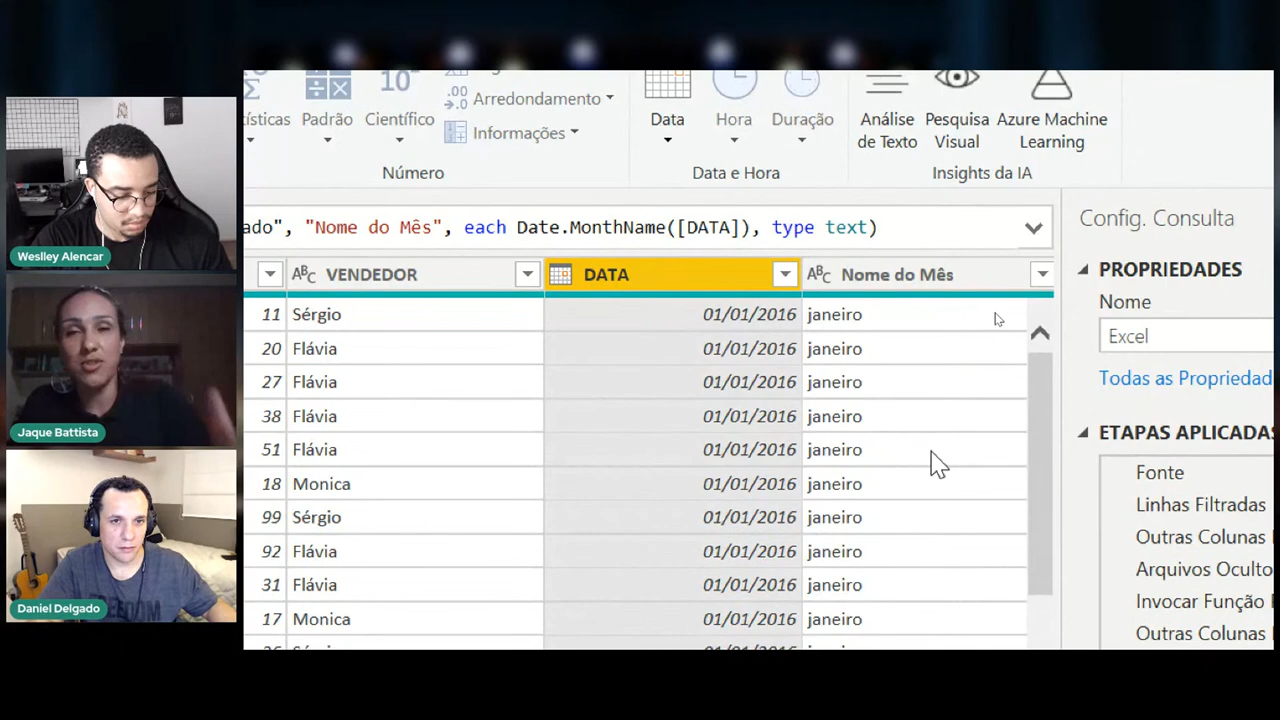 Weslley Alencar
Jaque Battista
Daniel Delgado
ísticas Padrão Científico
10
.00 Arredondamento
Informações
Número
Data Hora Duração
Data e Hora
Análise de Texto
Pesquisa Visual
Azure Machine Learning
Insights da IA
ado", "Nome do Mês", each Date.MonthName([DATA]), type text)
VENDEDOR DATA Nome do Mês
11 Sérgio 01/01/2016 janeiro
20 Flávia 01/01/2016 janeiro
27 Flávia 01/01/2016 janeiro
38 Flávia 01/01/2016 janeiro
51 Flávia 01/01/2016 janeiro
18 Monica 01/01/2016 janeiro
99 Sérgio 01/01/2016 janeiro
92 Flávia 01/01/2016 janeiro
31 Flávia 01/01/2016 janeiro
17 Monica 01/01/2016 janeiro
Config. Consulta
PROPRIEDADES
Nome
Excel
Todas as Propriedad
ETAPAS APLICADAS
Fonte
Linhas Filtradas
Outras Colunas
Arquivos Oculto
Invocar Função
Outras Colunas